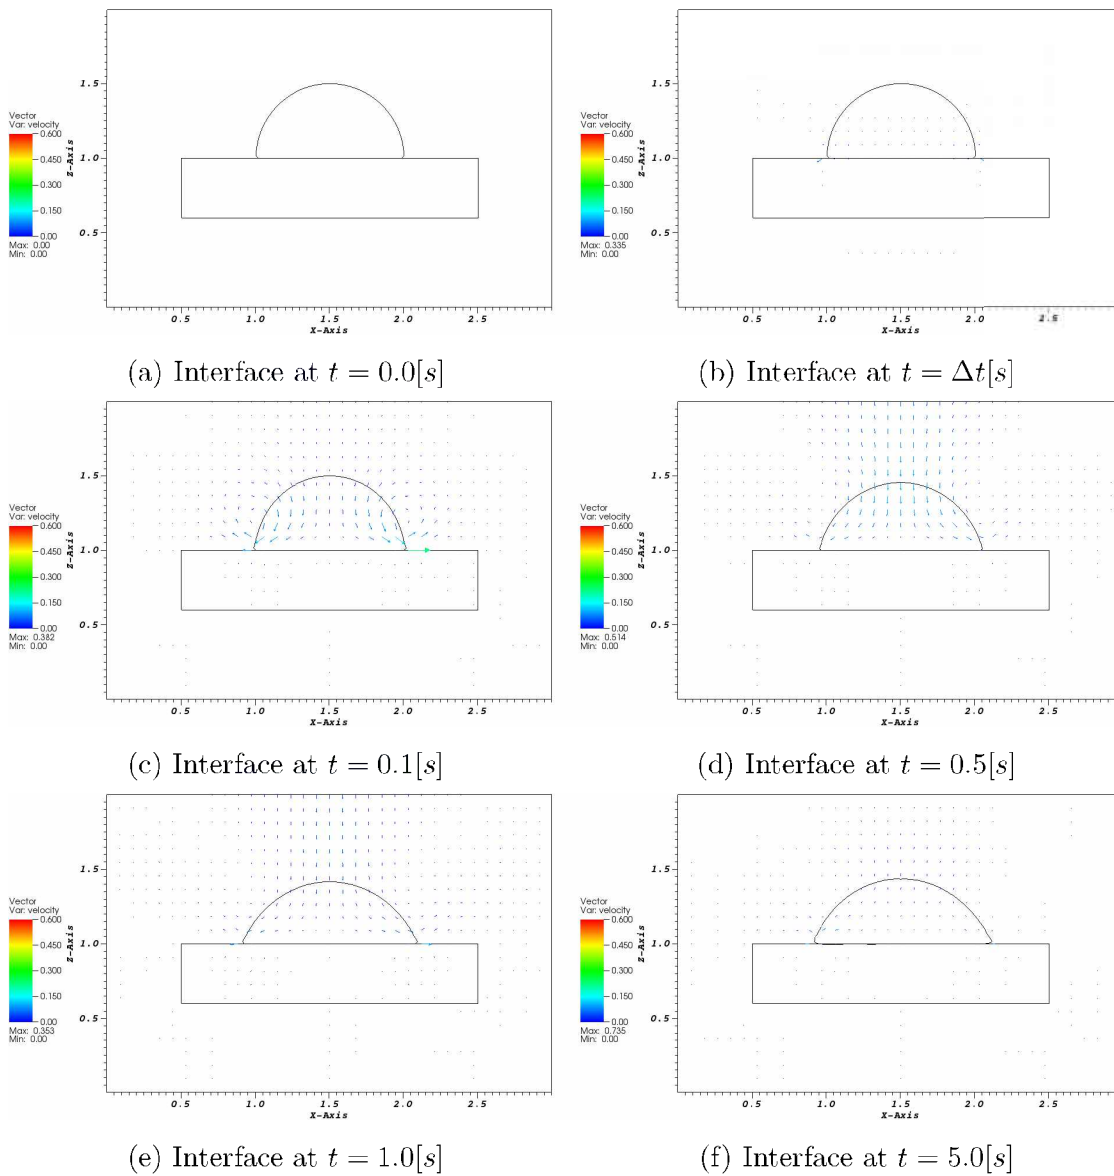 1.5
1.0
0.5
Z-Axis
Vector
Var: velocity
0.600
0.450
0.300
0.150
0.00
Max: 0.00
Min: 0.00
0.5 1.0 1.5 2.0 2.5
X-Axis
(a) Interface at t = 0.0[s]
1.5
1.0
0.5
Z-Axis
Vector
Var: velocity
0.600
0.450
0.300
0.150
0.00
Max: 0.335
Min: 0.00
0.5 1.0 1.5 2.0 2.5
X-Axis
(b) Interface at t = Δt[s]
1.5
1.0
0.5
Z-Axis
Vector
Var: velocity
0.600
0.450
0.300
0.150
0.00
Max: 0.382
Min: 0.00
0.5 1.0 1.5 2.0 2.5
X-Axis
(c) Interface at t = 0.1[s]
1.5
1.0
0.5
Z-Axis
Vector
Var: velocity
0.600
0.450
0.300
0.150
0.00
Max: 0.514
Min: 0.00
0.5 1.0 1.5 2.0 2.5
X-Axis
(d) Interface at t = 0.5[s]
1.5
1.0
0.5
Z-Axis
Vector
Var: velocity
0.600
0.450
0.300
0.150
0.00
Max: 0.353
Min: 0.00
0.5 1.0 1.5 2.0 2.5
X-Axis
(e) Interface at t = 1.0[s]
1.5
1.0
0.5
Z-Axis
Vector
Var: velocity
0.600
0.450
0.300
0.150
0.00
Max: 0.735
Min: 0.00
0.5 1.0 1.5 2.0 2.5
X-Axis
(f) Interface at t = 5.0[s]